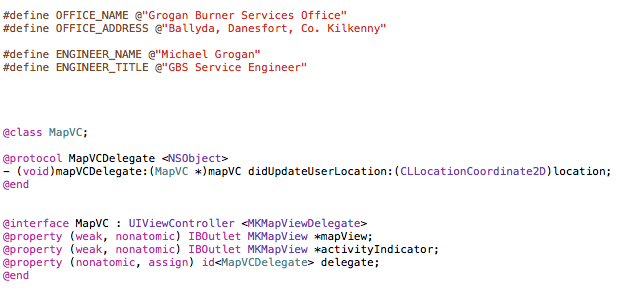 #define OFFICE_NAME @"Grogan Burner Services Office"
#define OFFICE_ADDRESS @"Ballyda, Danesfort, Co. Kilkenny"
#define ENGINEER_NAME @"Michael Grogan"
#define ENGINEER_TITLE @"GBS Service Engineer"
@class MapVC;
@protocol MapVCDelegate <NSObject>
- (void)mapVCDelegate:(MapVC *)mapVC didUpdateUserLocation:(CLLocationCoordinate2D)location;
@end
@interface MapVC : UIViewController <MKMapViewDelegate>
@property (weak, nonatomic) IBOutlet MKMapView *mapView;
@property (weak, nonatomic) IBOutlet MKMapView *activityIndicator;
@property (nonatomic, assign) id<MapVCDelegate> delegate;
@end